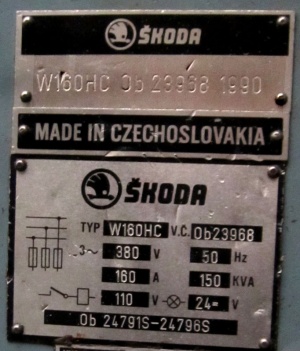 ŠKODA
W160HC Ob 23968 1990
MADE IN CZECHOSLOVAKIA
ŠKODA
TYP W160HC V.Č. Ob23968
3~ 380 V 50 Hz
160 A 150 KVA
110 V 24= V
Ob 24791S-24796S